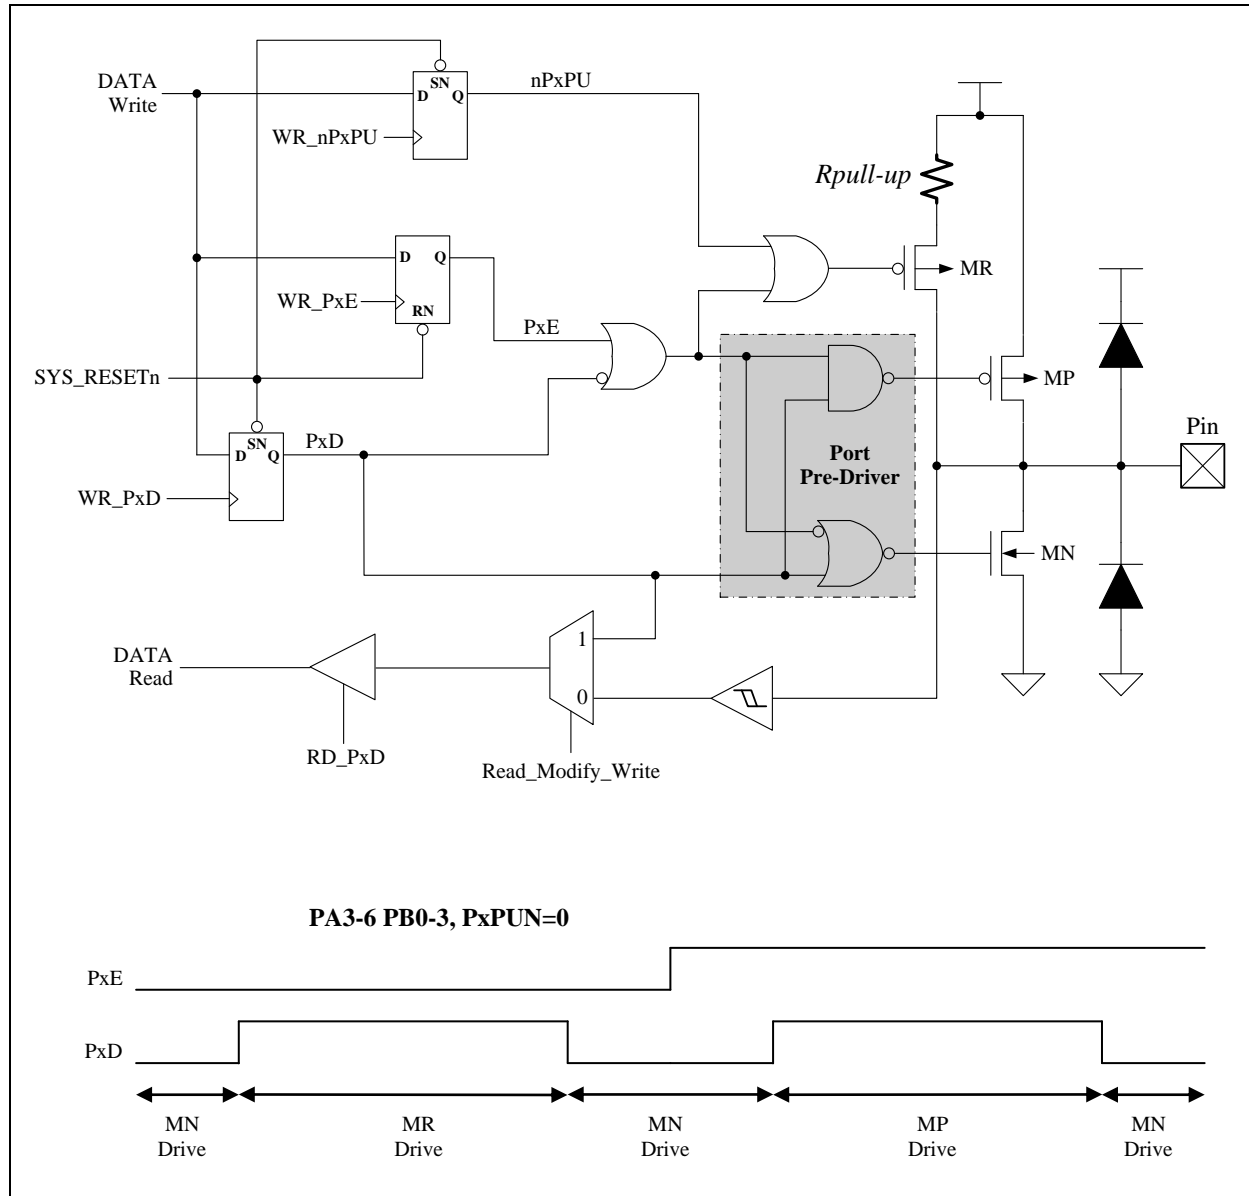 DATA
Write
SN
D
Q
nPxPU
WR_nPxPU
Rpull-up
MR
D
Q
WR_PxE
RN
PxE
SYS_RESETn
MP
SN
D
Q
PxD
WR_PxD
Port
Pre-Driver
Pin
MN
DATA
Read
1
0
RD_PxD
Read_Modify_Write
PA3-6 PB0-3, PxPUN=0
PxE
PxD
MN
Drive
MR
Drive
MN
Drive
MP
Drive
MN
Drive